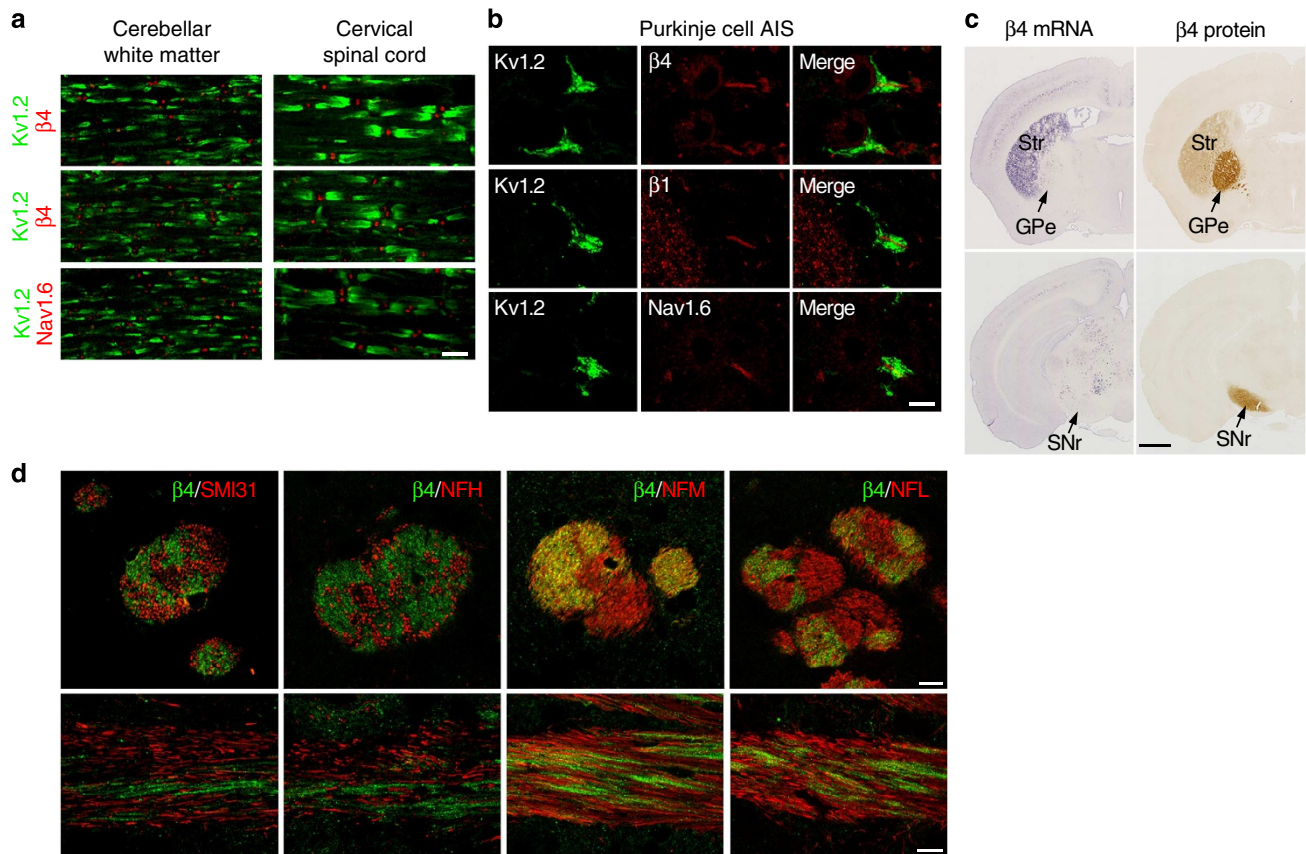 a
Cerebellar
white matter
Cervical
spinal cord
Kv1.2
β4
Kv1.2
β4
Kv1.2
Nav1.6
b
Purkinje cell AIS
Kv1.2
β4
Merge
Kv1.2
β1
Merge
Kv1.2
Nav1.6
Merge
c
β4 mRNA
β4 protein
Str
GPe
Str
GPe
SNr
SNr
d
β4/SMI31
β4/NFH
β4/NFM
β4/NFL